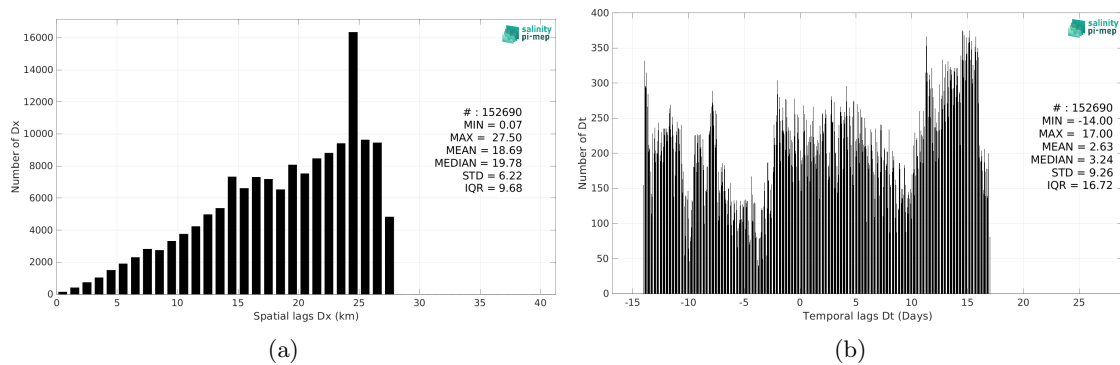 salinity
pi-mep
16000
14000
12000
10000
8000
6000
4000
2000
0
Number of Dx
# : 152690
MIN = 0.07
MAX = 27.50
MEAN = 18.69
MEDIAN = 19.78
STD = 6.22
IQR = 9.68
0 5 10 15 20 25 30 35 40
Spatial lags Dx (km)
(a)
salinity
pi-mep
400
350
300
250
200
150
100
50
0
Number of Dt
# : 152690
MIN = -14.00
MAX = 17.00
MEAN = 2.63
MEDIAN = 3.24
STD = 9.26
IQR = 16.72
-15 -10 -5 0 5 10 15 20 25
Temporal lags Dt (Days)
(b)